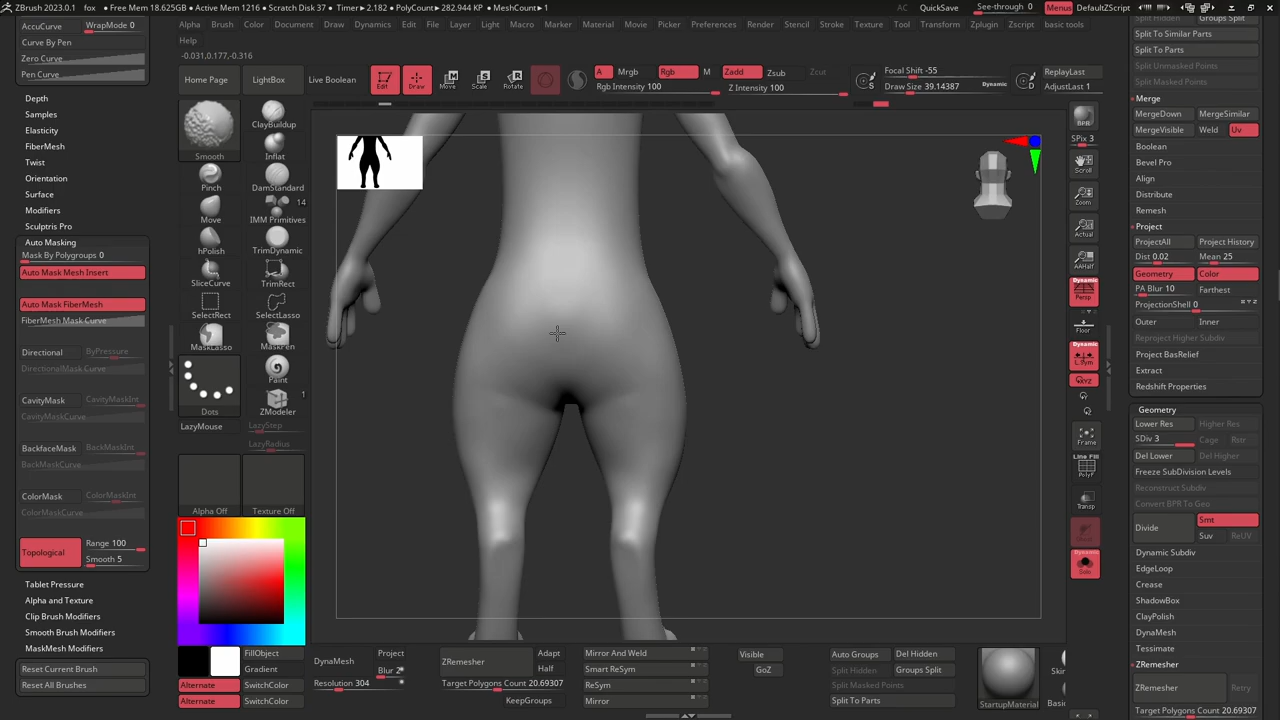 ZBrush 2023.0.1 fox • Free Mem 18.625GB • Active Mem 1216 • Scratch Disk 37 • Timer▸2.182 • PolyCount▸282.944 KP • MeshCount▸1 AC QuickSave See-through 0 Menus DefaultZScript
Alpha Brush Color Document Draw Dynamics Edit File Layer Light Macro Marker Material Movie Picker Preferences Render Stencil Stroke Texture Tool Transform Zplugin Zscript basic tools
Help
-0.031,0.177,-0.316
AccuCurve WrapMode 0
Curve By Pen
Zero Curve
Pen Curve
Depth
Samples
Elasticity
FiberMesh
Twist
Orientation
Surface
Modifiers
Sculptris Pro
Auto Masking
Mask By Polygroups 0
Auto Mask Mesh Insert
Auto Mask FiberMesh
FiberMesh Mask Curve
Directional ByPressure
DirectionalMask Curve
CavityMask CavityMaskInt
CavityMaskCurve
BackfaceMask BackMaskInt
BackMaskCurve
ColorMask ColorMaskInt
ColorMaskCurve
Topological Range 100
Smooth 5
Tablet Pressure
Alpha and Texture
Clip Brush Modifiers
Smooth Brush Modifiers
MaskMesh Modifiers
Reset Current Brush
Reset All Brushes
Home Page LightBox Live Boolean Edit Draw Move Scale Rotate
A Mrgb Rgb M Zadd Zsub Zcut
Rgb Intensity 100 Z Intensity 100
S Focal Shift -55
Draw Size 39.14387 Dynamic
D ReplayLast
AdjustLast 1
Smooth ClayBuildup
Inflat
Pinch DamStandard
14
Move IMM Primitives
hPolish TrimDynamic
SliceCurve TrimRect
SelectRect SelectLasso
MaskLasso MaskPen
Paint
1
Dots ZModeler
LazyMouse LazyStep
LazyRadius
Alpha Off Texture Off
FillObject
Gradient
Alternate SwitchColor
Alternate SwitchColor
DynaMesh Project
Blur 2
Resolution 304
ZRemesher Adapt
Half
Target Polygons Count 20.69307
KeepGroups
Mirror And Weld
Smart ReSym
ReSym
Mirror
Visible
GoZ
Auto Groups Del Hidden
Split Hidden Groups Split
Split Masked Points
Split To Parts
StartupMaterial
Basic
BPR
SPix 3
Scroll
Zoom
Actual
AAHalf
Dynamic
Persp
Floor
Dynamic
L.Sym
XYZ
Frame
Line Fill
PolyF
Transp
Dynamic
Solo
Split Hidden Groups Split
Split To Similar Parts
Split To Parts
Split Unmasked Points
Split Masked Points
Merge
MergeDown MergeSimilar
MergeVisible Weld Uv
Boolean
Bevel Pro
Align
Distribute
Remesh
Project
ProjectAll Project History
Dist 0.02 Mean 25
Geometry Color
PA Blur 10 Farthest
ProjectionShell 0
Outer Inner
Reproject Higher Subdiv
Project BasRelief
Extract
Redshift Properties
Geometry
Lower Res Higher Res
SDiv 3 Cage Rstr
Del Lower Del Higher
Freeze SubDivision Levels
Reconstruct Subdiv
Convert BPR To Geo
Divide Smt
Suv ReUV
Dynamic Subdiv
EdgeLoop
Crease
ShadowBox
ClayPolish
DynaMesh
Tessimate
ZRemesher
ZRemesher Retry
Target Polygons Count 20.69307